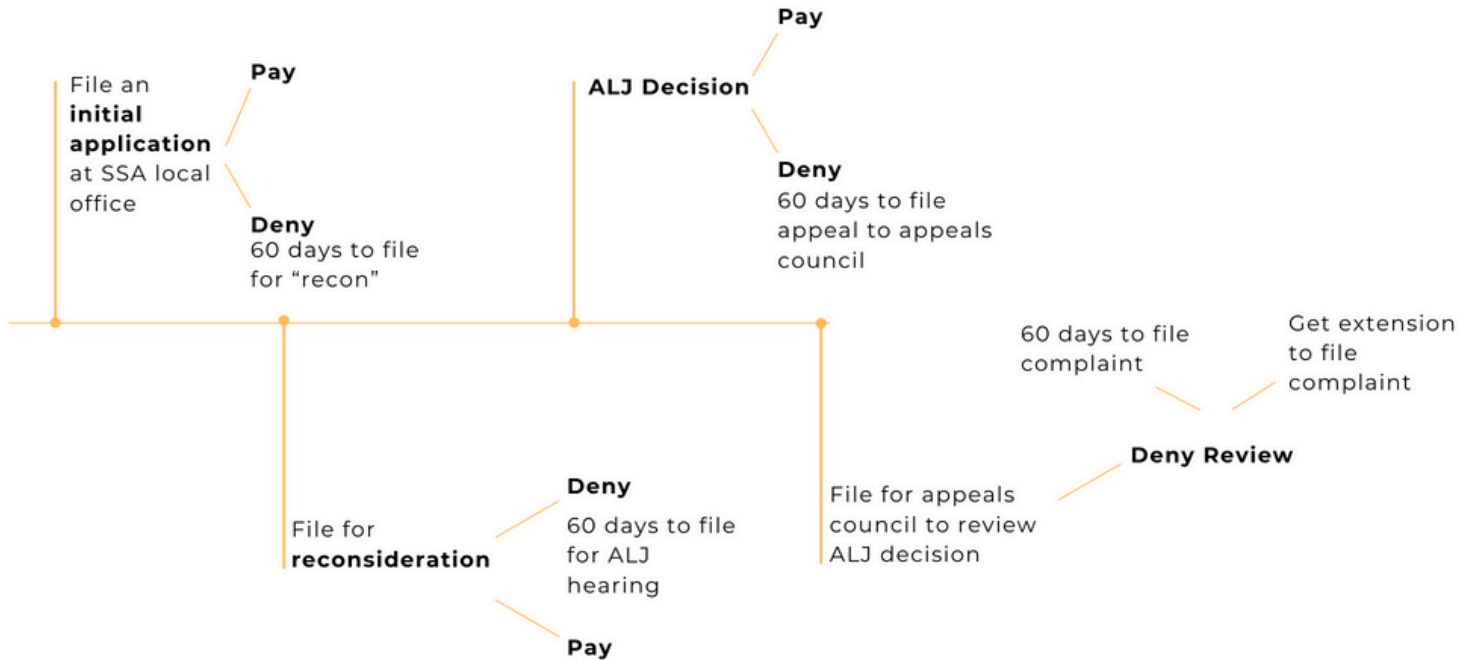 File an
initial
application
at SSA local
office
Pay
Deny
60 days to file
for “recon”
File for
reconsideration
Deny
60 days to file
for ALJ
hearing
Pay
ALJ Decision
Pay
Deny
60 days to file
appeal to appeals
council
File for appeals
council to review
ALJ decision
Deny Review
60 days to file
complaint
Get extension
to file
complaint